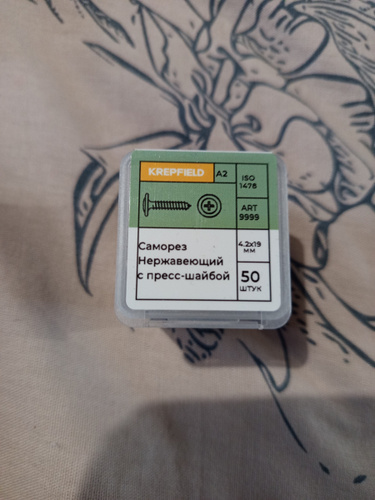 KREPFIELD
A2
ISO
1478
ART
9999
Саморез
Нержавеющий
с пресс-шайбой
4.2x19
мм
50
ШТУК